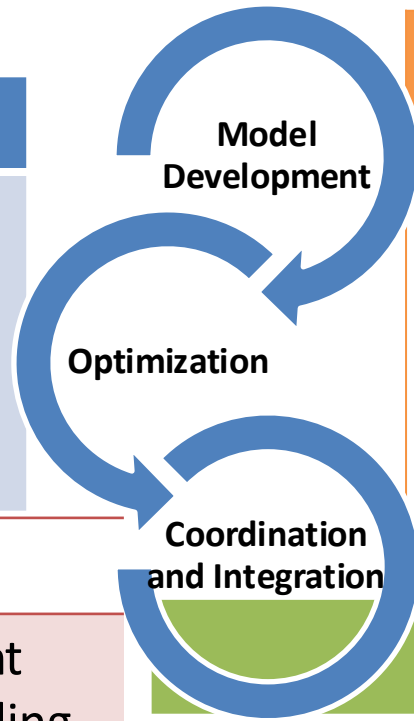 Model
Development
Optimization
Coordination
and Integration